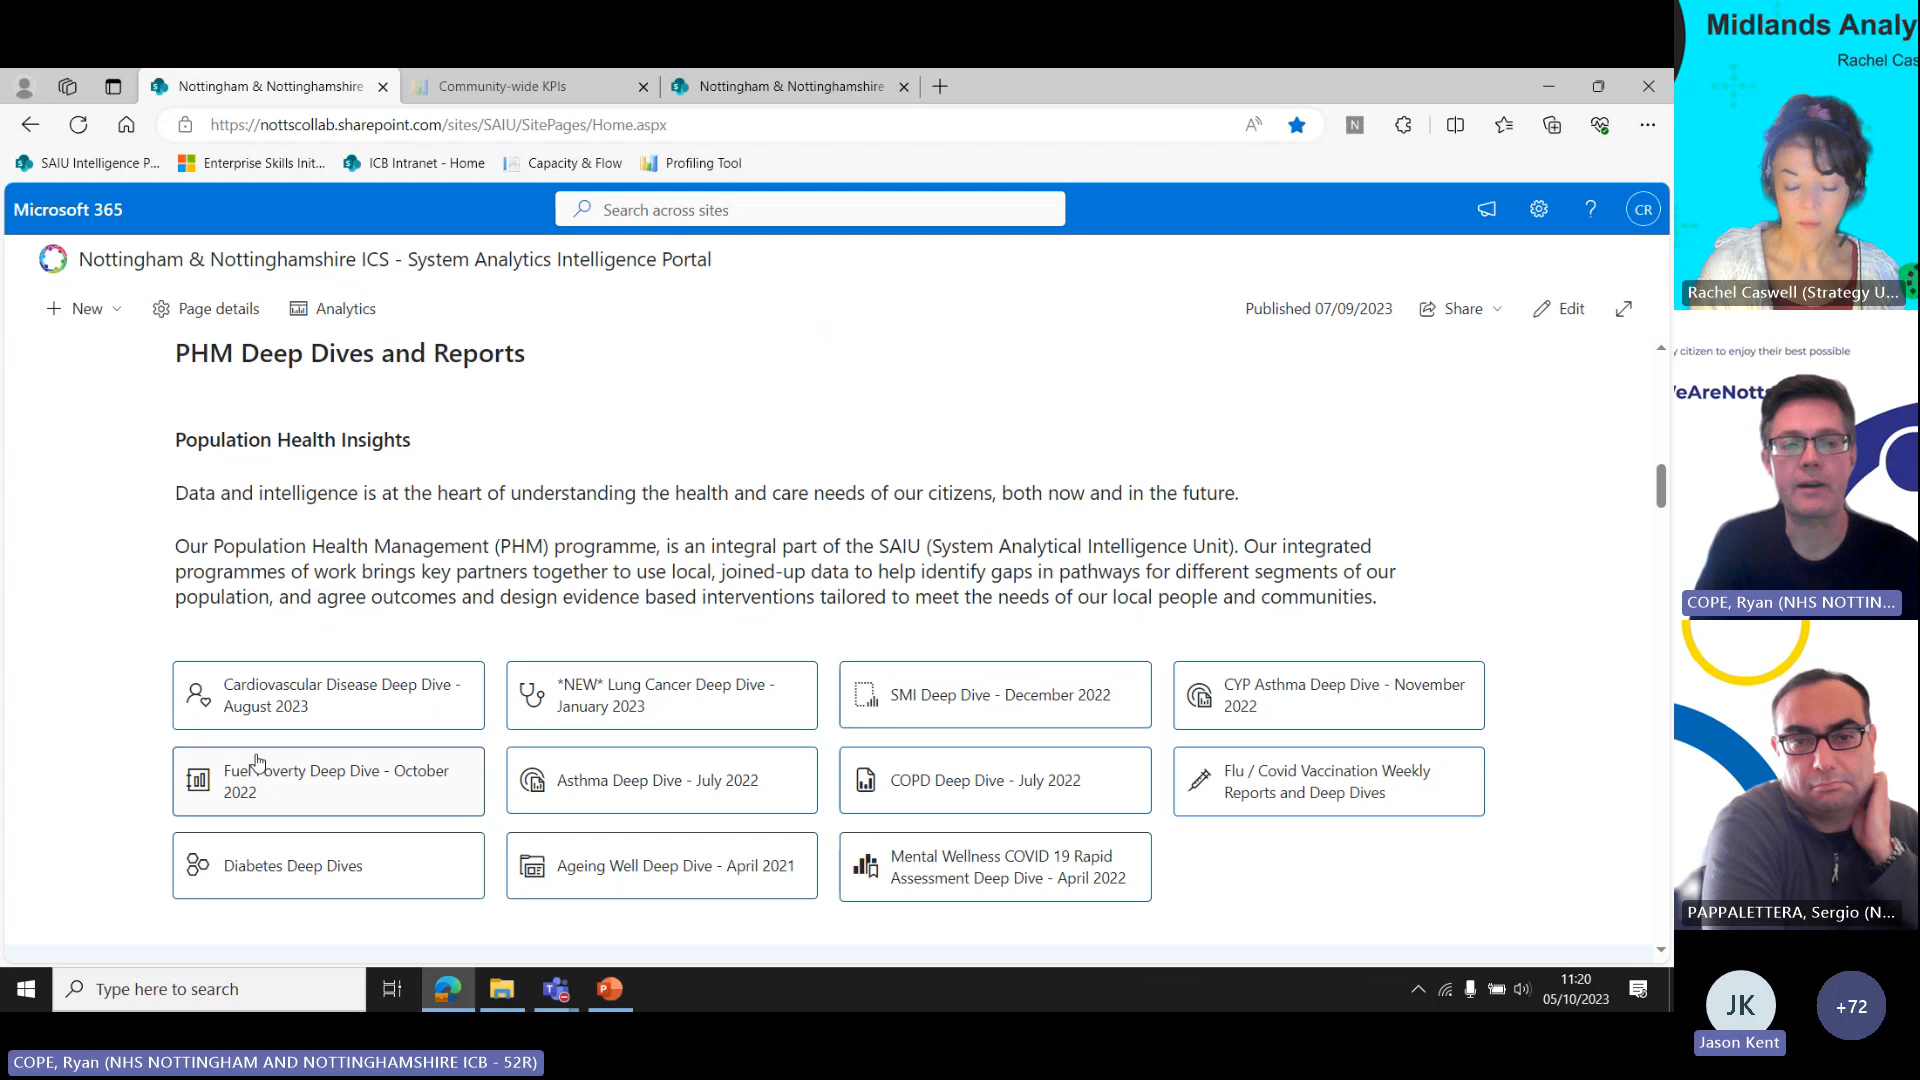 Nottingham & Nottinghamshire
Community-wide KPIs
Nottingham & Nottinghamshire
https://nottscollab.sharepoint.com/sites/SAIU/SitePages/Home.aspx
SAIU Intelligence P...
Enterprise Skills Init...
ICB Intranet - Home
Capacity & Flow
Profiling Tool
Microsoft 365
Search across sites
CR
Nottingham & Nottinghamshire ICS - System Analytics Intelligence Portal
New
Page details
Analytics
Published 07/09/2023
Share
Edit
PHM Deep Dives and Reports
Population Health Insights
Data and intelligence is at the heart of understanding the health and care needs of our citizens, both now and in the future.
Our Population Health Management (PHM) programme, is an integral part of the SAIU (System Analytical Intelligence Unit). Our integrated
programmes of work brings key partners together to use local, joined-up data to help identify gaps in pathways for different segments of our
population, and agree outcomes and design evidence based interventions tailored to meet the needs of our local people and communities.
Cardiovascular Disease Deep Dive -
August 2023
*NEW* Lung Cancer Deep Dive -
January 2023
SMI Deep Dive - December 2022
CYP Asthma Deep Dive - November
2022
Fuel Poverty Deep Dive - October
2022
Asthma Deep Dive - July 2022
COPD Deep Dive - July 2022
Flu / Covid Vaccination Weekly
Reports and Deep Dives
Diabetes Deep Dives
Ageing Well Deep Dive - April 2021
Mental Wellness COVID 19 Rapid
Assessment Deep Dive - April 2022
Type here to search
11:20
05/10/2023
COPE, Ryan (NHS NOTTINGHAM AND NOTTINGHAMSHIRE ICB - 52R)
Midlands Analy
Rachel Cas
Rachel Caswell (Strategy U...
y citizen to enjoy their best possible
eAreNotts
COPE, Ryan (NHS NOTTIN...
PAPPALETTERA, Sergio (N...
JK
Jason Kent
+72